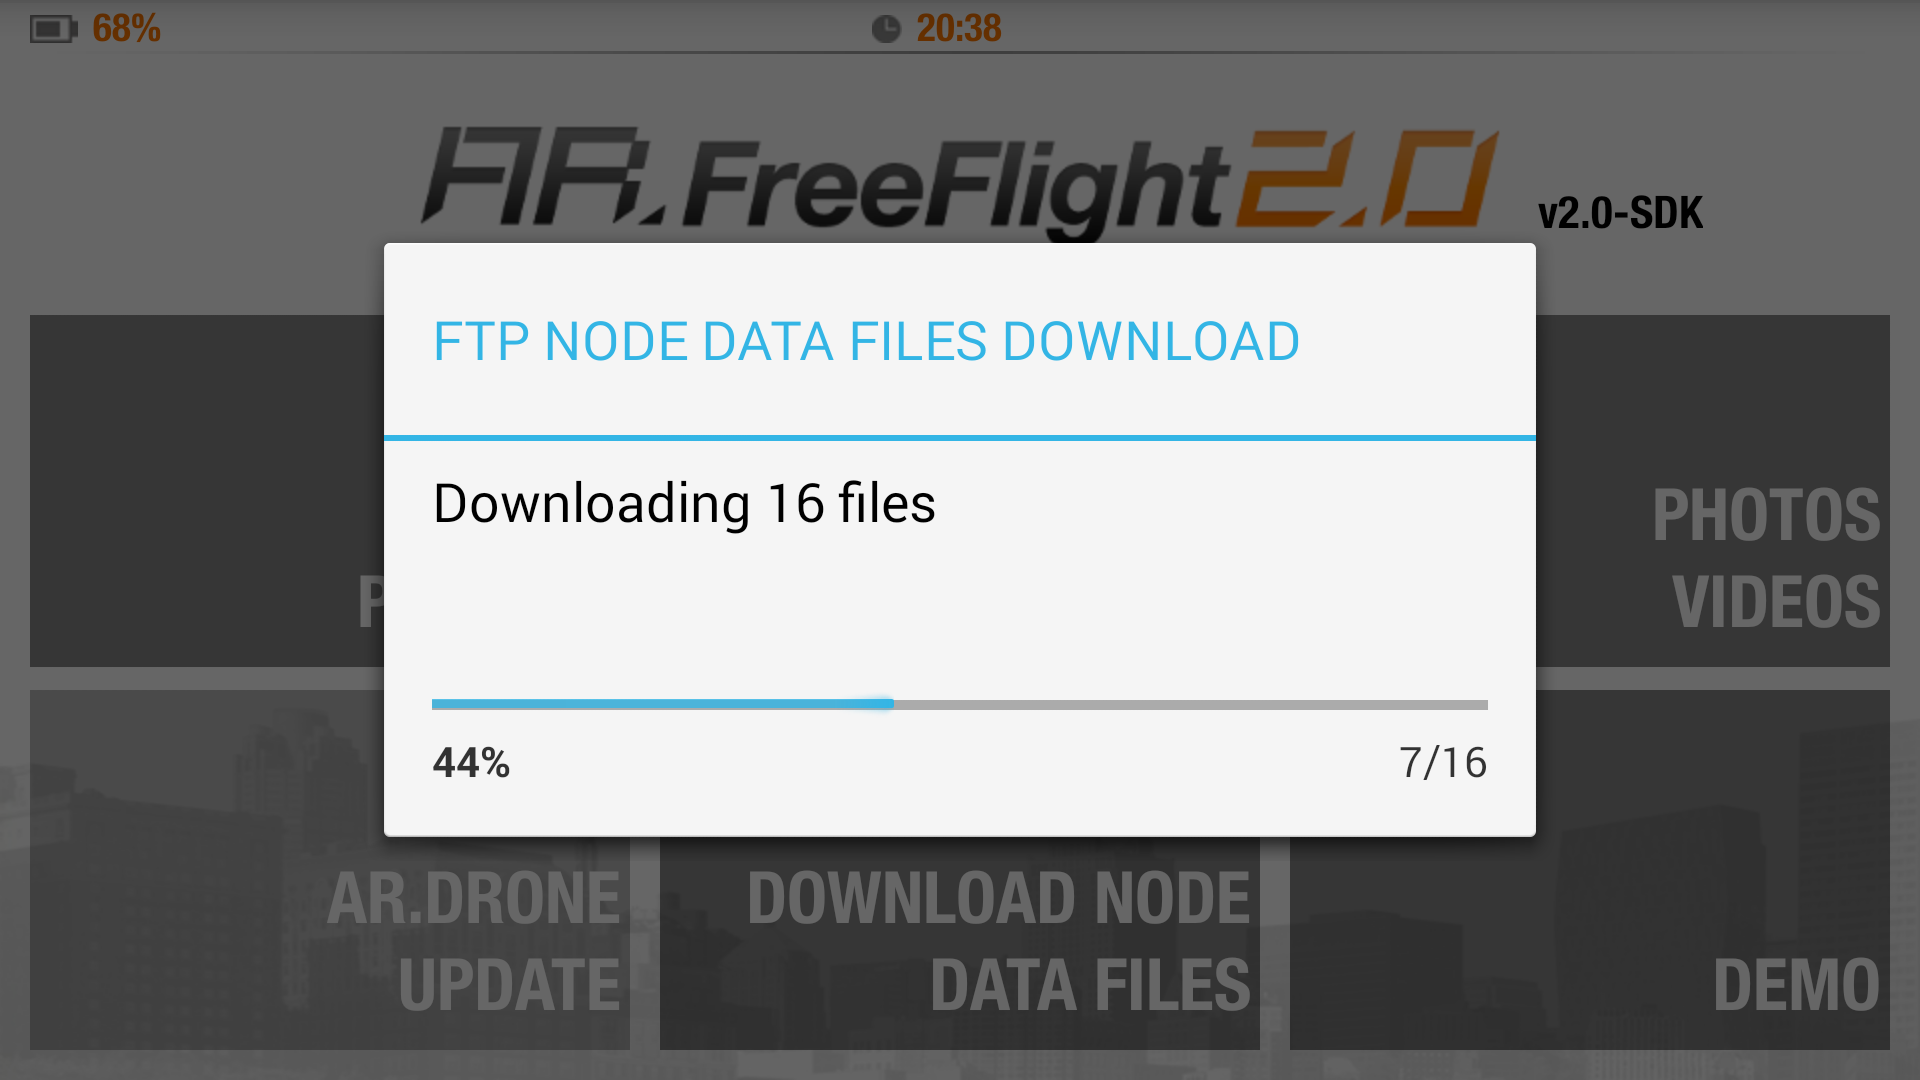 68%
20:38
AR.FreeFlight2.0
v2.0-SDK
FTP NODE DATA FILES DOWNLOAD
Downloading 16 files
44%
7/16
PHOTOS
VIDEOS
AR.DRONE
UPDATE
DOWNLOAD NODE
DATA FILES
DEMO